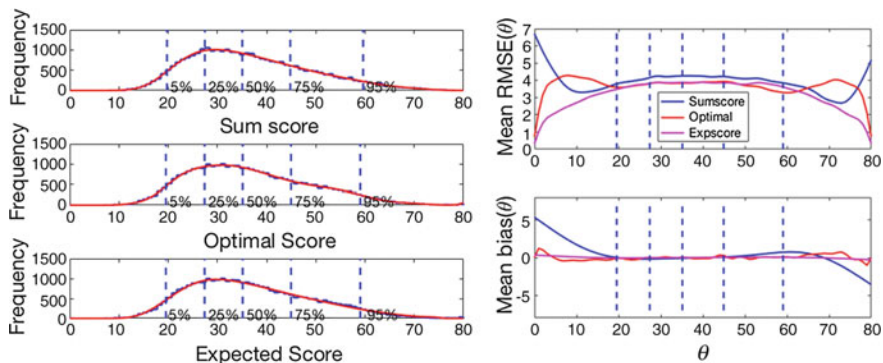 Frequency
1500
1000
500
0
5% 25% 50% 75% 95%
0 10 20 30 40 50 60 70 80
Sum score
Frequency
1500
1000
500
0
5% 25% 50% 75% 95%
0 10 20 30 40 50 60 70 80
Optimal Score
Frequency
1500
1000
500
0
5% 25% 50% 75% 95%
0 10 20 30 40 50 60 70 80
Expected Score
Mean RMSE(θ)
7
6
5
4
3
2
1
0
Sumscore
Optimal
Expscore
0 10 20 30 40 50 60 70 80
Mean bias(θ)
5
0
-5
0 10 20 30 40 50 60 70 80
θ